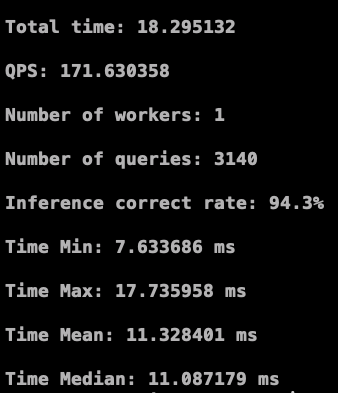 Total time: 18.295132
QPS: 171.630358
Number of workers: 1
Number of queries: 3140
Inference correct rate: 94.3%
Time Min: 7.633686 ms
Time Max: 17.735958 ms
Time Mean: 11.328401 ms
Time Median: 11.087179 ms